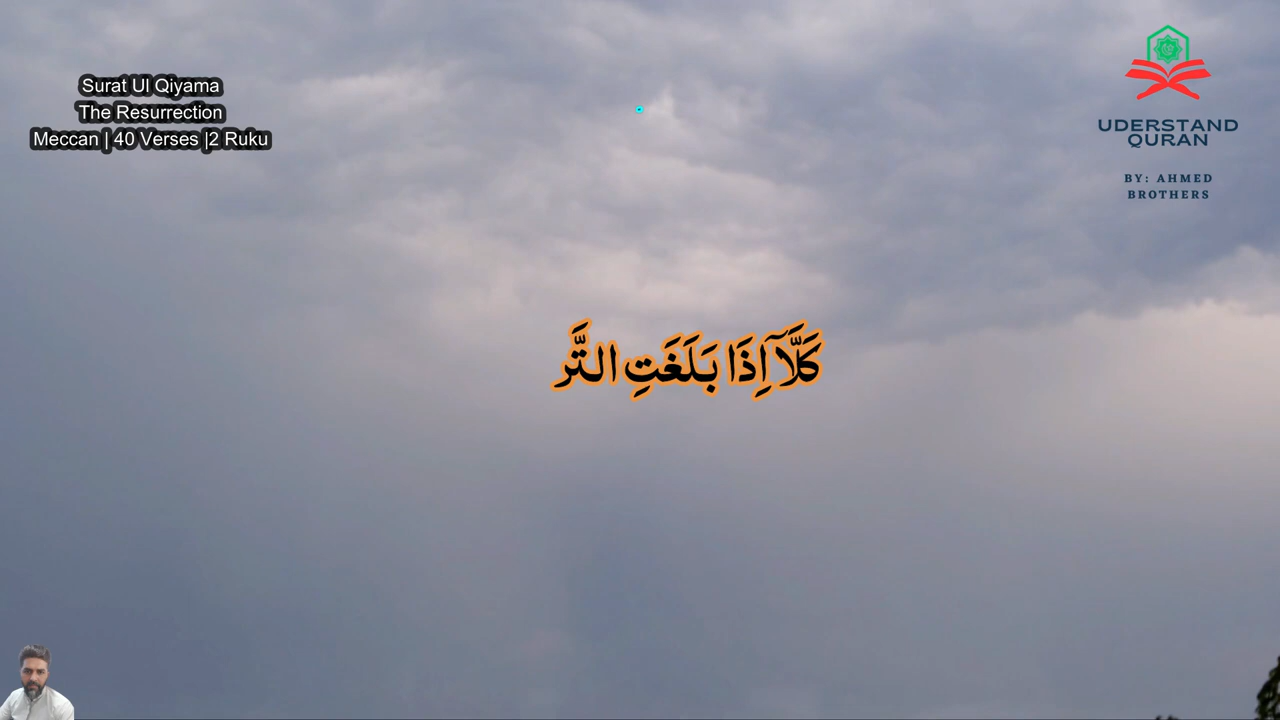 Surat Ul Qiyama
The Resurrection
Meccan | 40 Verses |2 Ruku
UDERSTAND
QURAN
BY: AHMED
BROTHERS
كَلَّاۤ اِذَا بَلَغَتِ التَّر